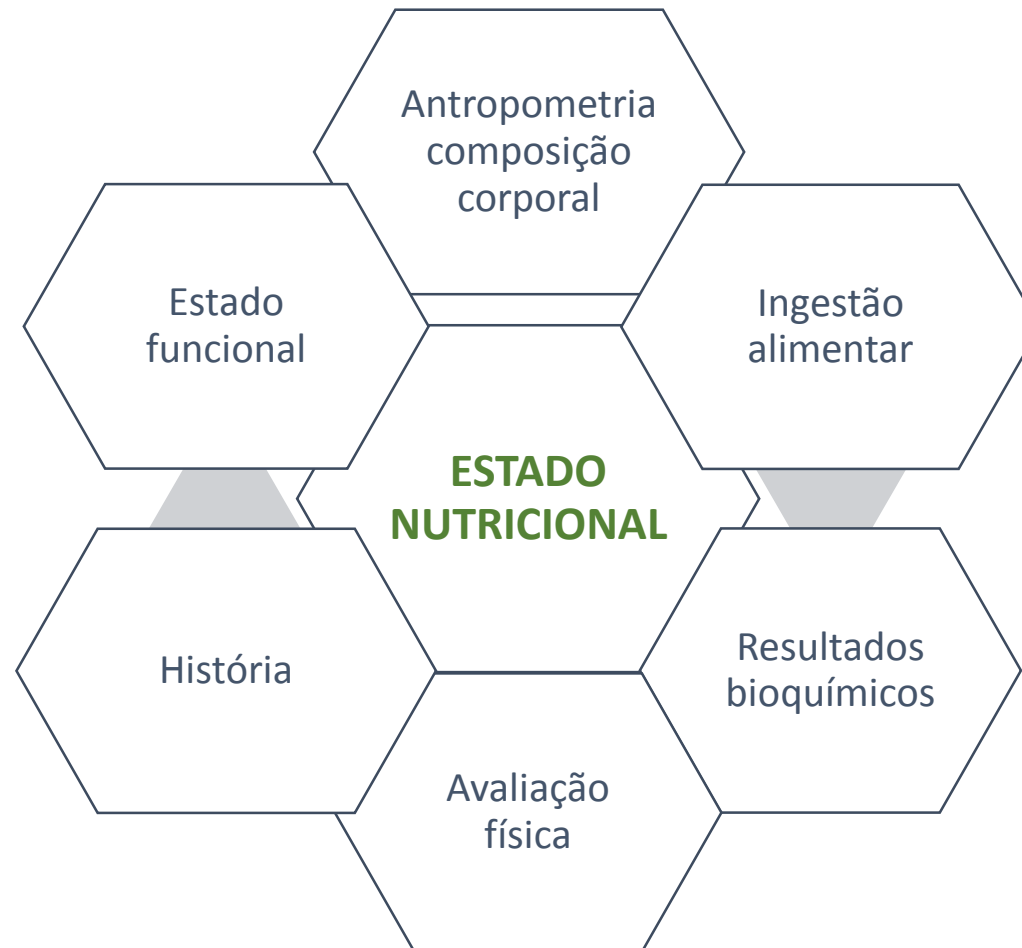 Antropometria
composição
corporal
Estado
funcional
Ingestão
alimentar
ESTADO
NUTRICIONAL
História
Resultados
bioquímicos
Avaliação
física